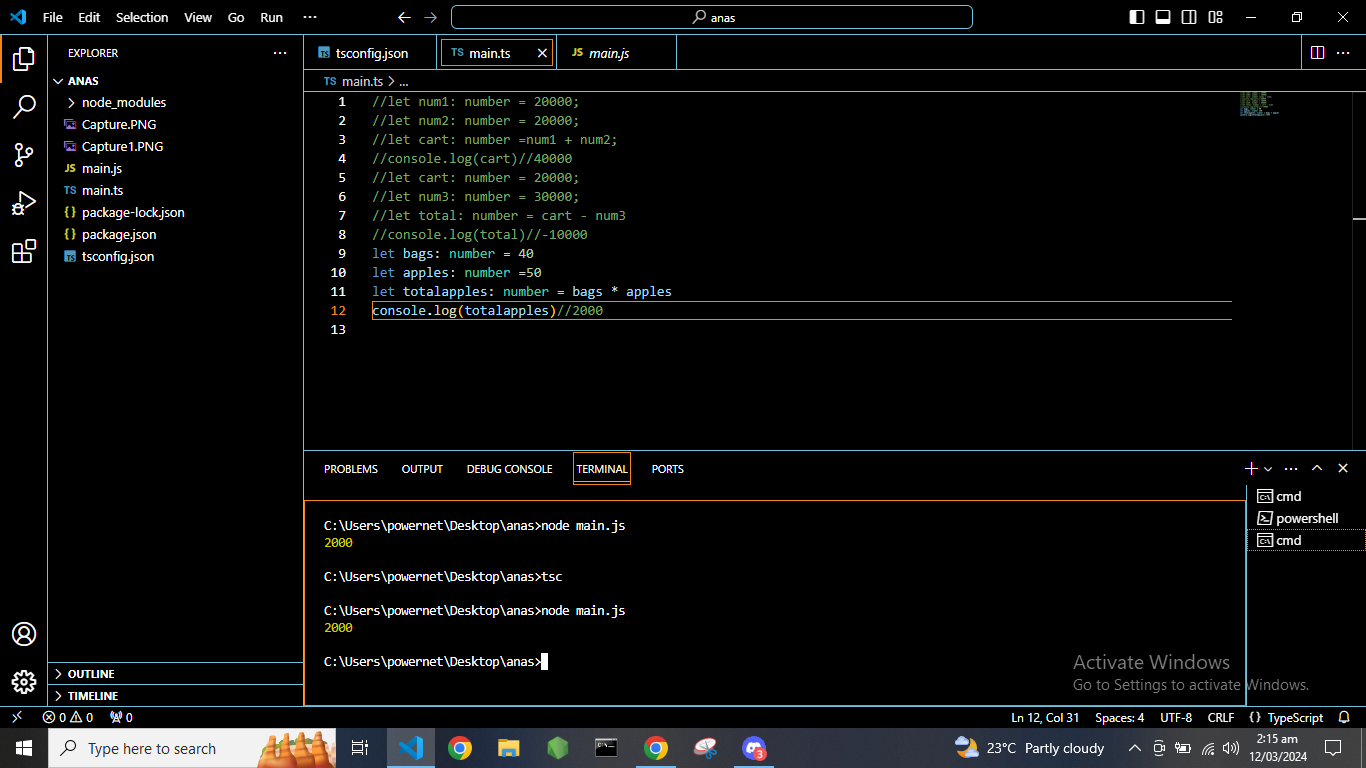 File Edit Selection View Go Run ··· anas
EXPLORER ···
ANAS
node_modules
Capture.PNG
Capture1.PNG
JS main.js
TS main.ts
{} package-lock.json
{} package.json
TS tsconfig.json
OUTLINE
TIMELINE
TS tsconfig.json TS main.ts JS main.js
TS main.ts > ...
1 //let num1: number = 20000;
2 //let num2: number = 20000;
3 //let cart: number =num1 + num2;
4 //console.log(cart)//40000
5 //let cart: number = 20000;
6 //let num3: number = 30000;
7 //let total: number = cart - num3
8 //console.log(total)//-10000
9 let bags: number = 40
10 let apples: number =50
11 let totalapples: number = bags * apples
12 console.log(totalapples)//2000
13
PROBLEMS OUTPUT DEBUG CONSOLE TERMINAL PORTS
C:\Users\powernet\Desktop\anas>node main.js
2000
C:\Users\powernet\Desktop\anas>tsc
C:\Users\powernet\Desktop\anas>node main.js
2000
C:\Users\powernet\Desktop\anas>
cmd
powershell
cmd
Activate Windows
Go to Settings to activate Windows.
0 0 0 Ln 12, Col 31 Spaces: 4 UTF-8 CRLF {} TypeScript
Type here to search 3 23°C Partly cloudy 2:15 am
12/03/2024